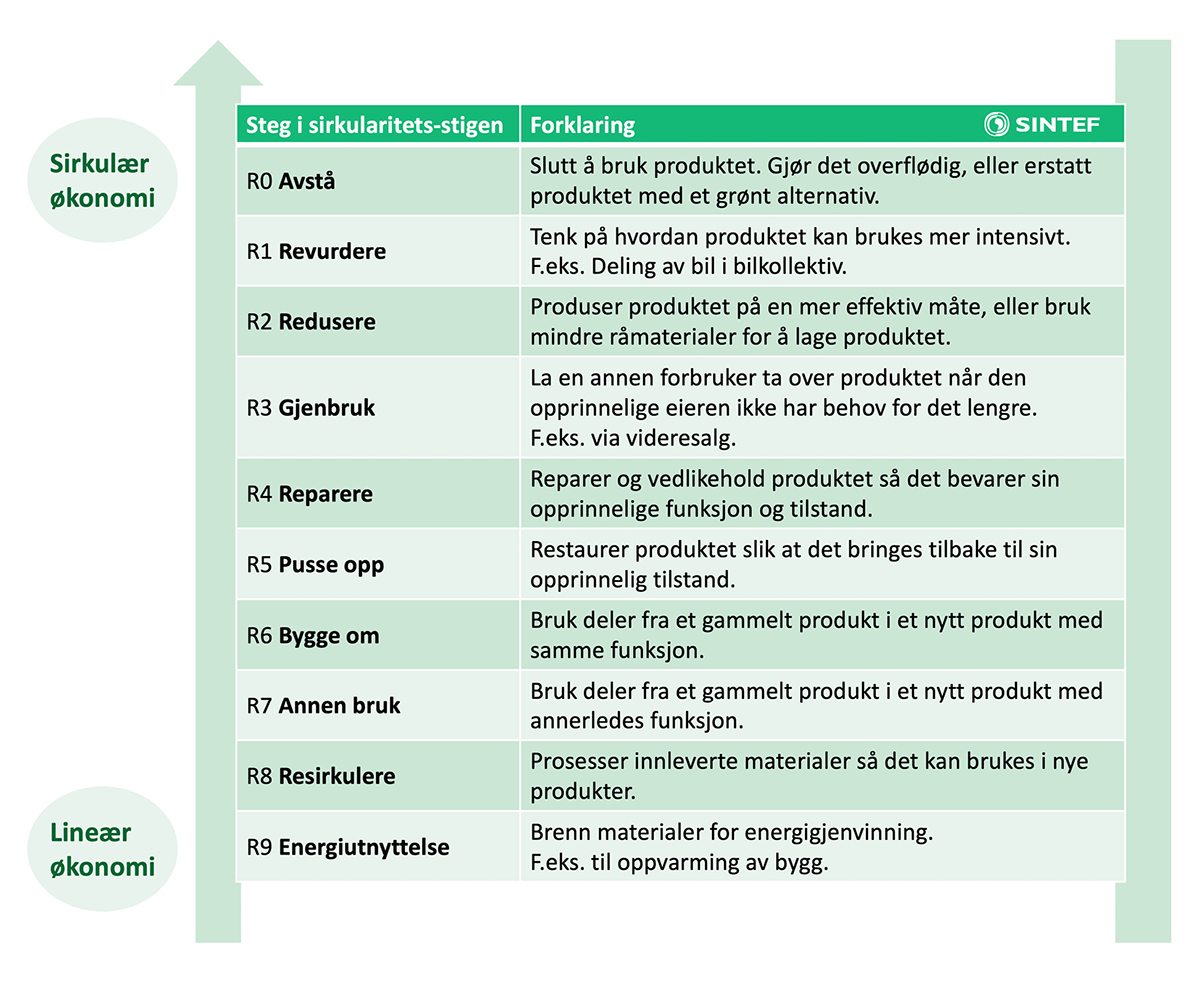 Steg i sirkularitets-stigen
Forklaring
SINTEF
Sirkulær
økonomi
R0 Avstå
Slutt å bruk produktet. Gjør det overflødig, eller erstatt
produktet med et grønt alternativ.
R1 Revurdere
Tenk på hvordan produktet kan brukes mer intensivt.
F.eks. Deling av bil i bilkollektiv.
R2 Redusere
Produser produktet på en mer effektiv måte, eller bruk
mindre råmaterialer for å lage produktet.
R3 Gjenbruk
La en annen forbruker ta over produktet når den
opprinnelige eieren ikke har behov for det lengre.
F.eks. via videresalg.
R4 Reparere
Reparer og vedlikehold produktet så det bevarer sin
opprinnelige funksjon og tilstand.
R5 Pusse opp
Restaurer produktet slik at det bringes tilbake til sin
opprinnelig tilstand.
R6 Bygge om
Bruk deler fra et gammelt produkt i et nytt produkt med
samme funksjon.
R7 Annen bruk
Bruk deler fra et gammelt produkt i et nytt produkt med
annerledes funksjon.
R8 Resirkulere
Prosesser innleverte materialer så det kan brukes i nye
produkter.
Lineær
økonomi
R9 Energiutnyttelse
Brenn materialer for energigjenvinning.
F.eks. til oppvarming av bygg.